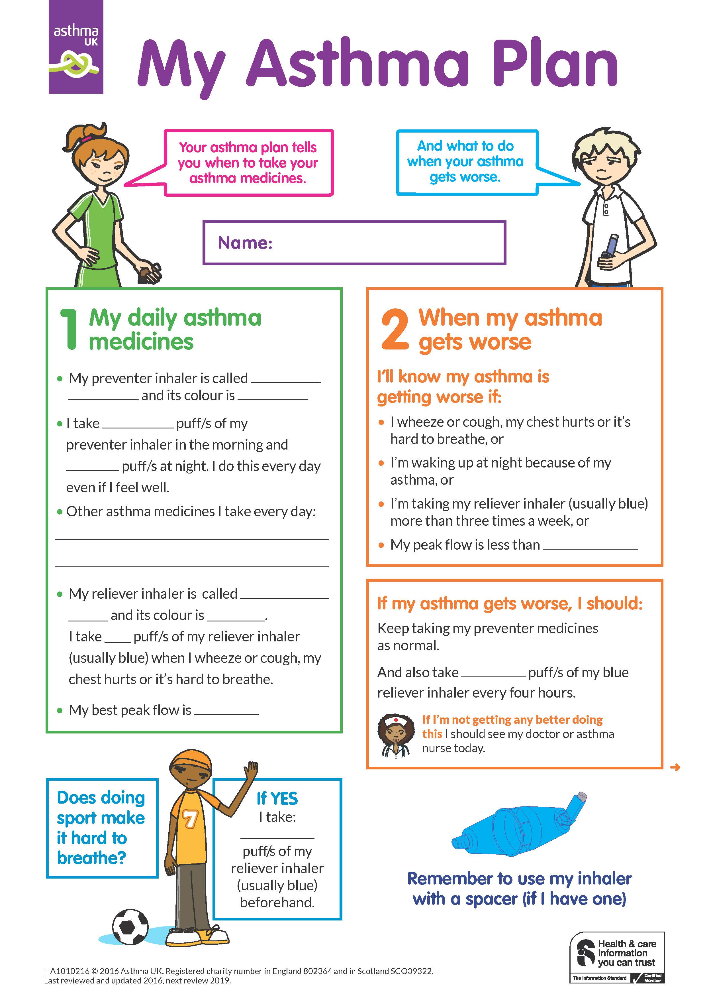 asthma
UK
My Asthma Plan
Your asthma plan tells
you when to take your
asthma medicines.
And what to do
when your asthma
gets worse.
Name:
1 My daily asthma
medicines
• My preventer inhaler is called ___________
___________ and its colour is ___________
• I take ___________ puff/s of my
preventer inhaler in the morning and
________ puff/s at night. I do this every day
even if I feel well.
• Other asthma medicines I take every day:
• My reliever inhaler is called ______________
______ and its colour is _________.
I take ____ puff/s of my reliever inhaler
(usually blue) when I wheeze or cough, my
chest hurts or it's hard to breathe.
• My best peak flow is __________
Does doing
sport make
it hard to
breathe?
7
If YES
I take:
puff/s of my
reliever inhaler
(usually blue)
beforehand.
2 When my asthma
gets worse
I'll know my asthma is
getting worse if:
• I wheeze or cough, my chest hurts or it's
hard to breathe, or
• I'm waking up at night because of my
asthma, or
• I'm taking my reliever inhaler (usually blue)
more than three times a week, or
• My peak flow is less than _______________
If my asthma gets worse, I should:
Keep taking my preventer medicines
as normal.
And also take __________ puff/s of my blue
reliever inhaler every four hours.
If I'm not getting any better doing
this I should see my doctor or asthma
nurse today.
Remember to use my inhaler
with a spacer (if I have one)
Health & care
information
you can trust
The Information Standard
Certified
Member
HA1010216 © 2016 Asthma UK. Registered charity number in England 802364 and in Scotland SCO39322.
Last reviewed and updated 2016, next review 2019.